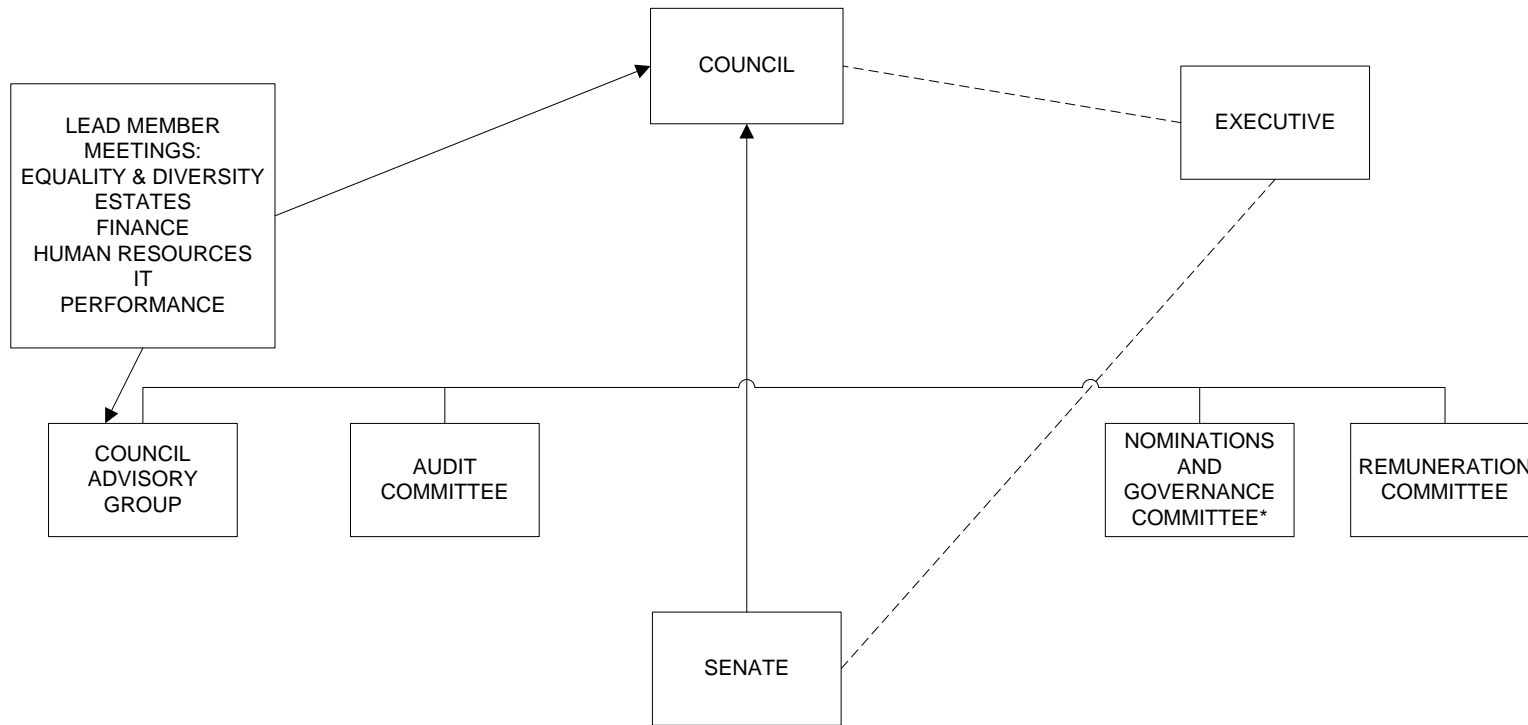 COUNCIL
EXECUTIVE
LEAD MEMBER
MEETINGS:
EQUALITY & DIVERSITY
ESTATES
FINANCE
HUMAN RESOURCES
IT
PERFORMANCE
COUNCIL
ADVISORY
GROUP
AUDIT
COMMITTEE
NOMINATIONS
AND
GOVERNANCE
COMMITTEE*
REMUNERATION
COMMITTEE
SENATE